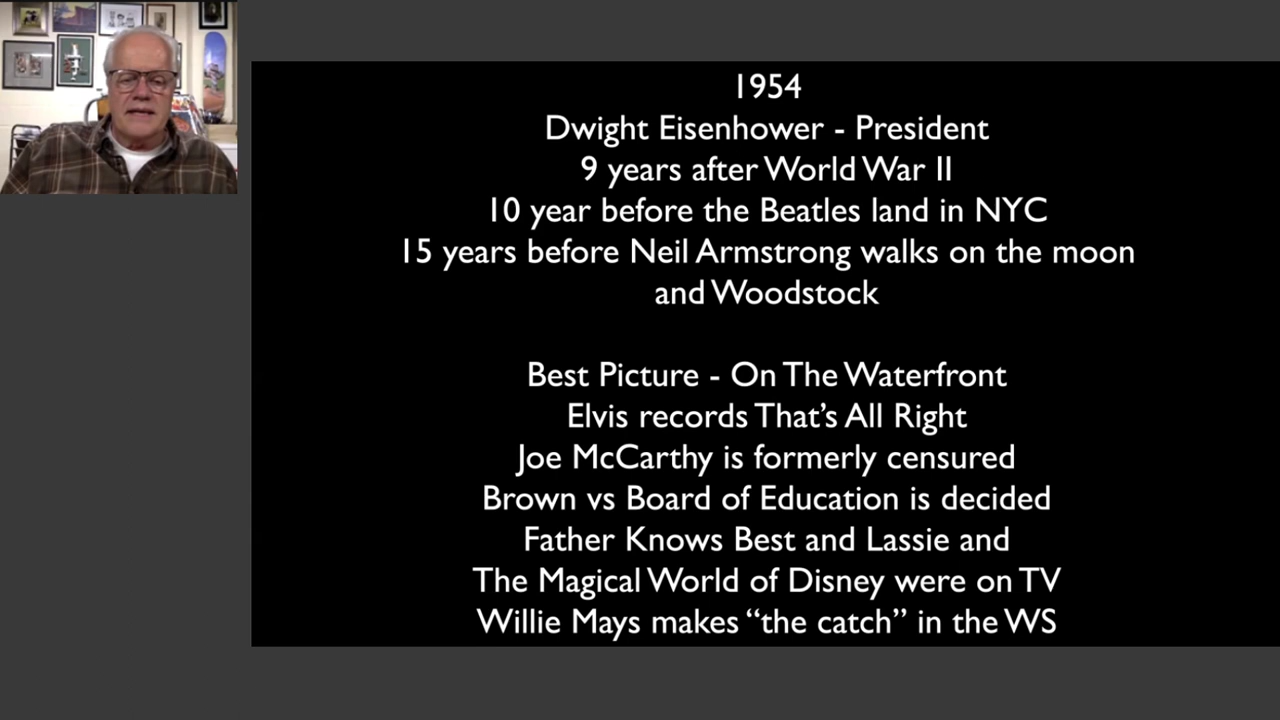 1954
Dwight Eisenhower - President
9 years after World War II
10 year before the Beatles land in NYC
15 years before Neil Armstrong walks on the moon
and Woodstock
Best Picture - On The Waterfront
Elvis records That’s All Right
Joe McCarthy is formerly censured
Brown vs Board of Education is decided
Father Knows Best and Lassie and
The Magical World of Disney were on TV
Willie Mays makes “the catch” in the WS